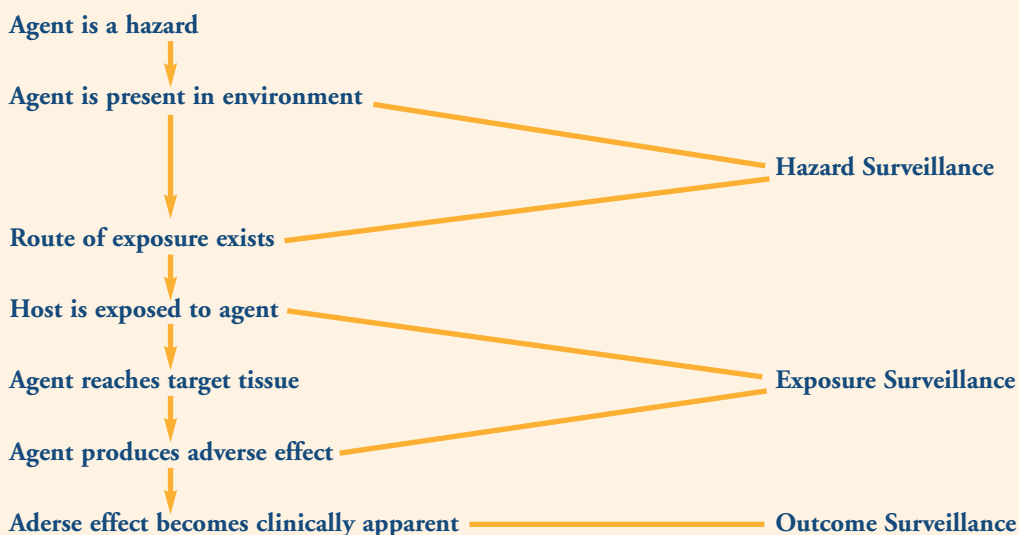 Agent is a hazard
Agent is present in environment
Hazard Surveillance
Route of exposure exists
Host is exposed to agent
Agent reaches target tissue
Exposure Surveillance
Agent produces adverse effect
Aderse effect becomes clinically apparent
Outcome Surveillance